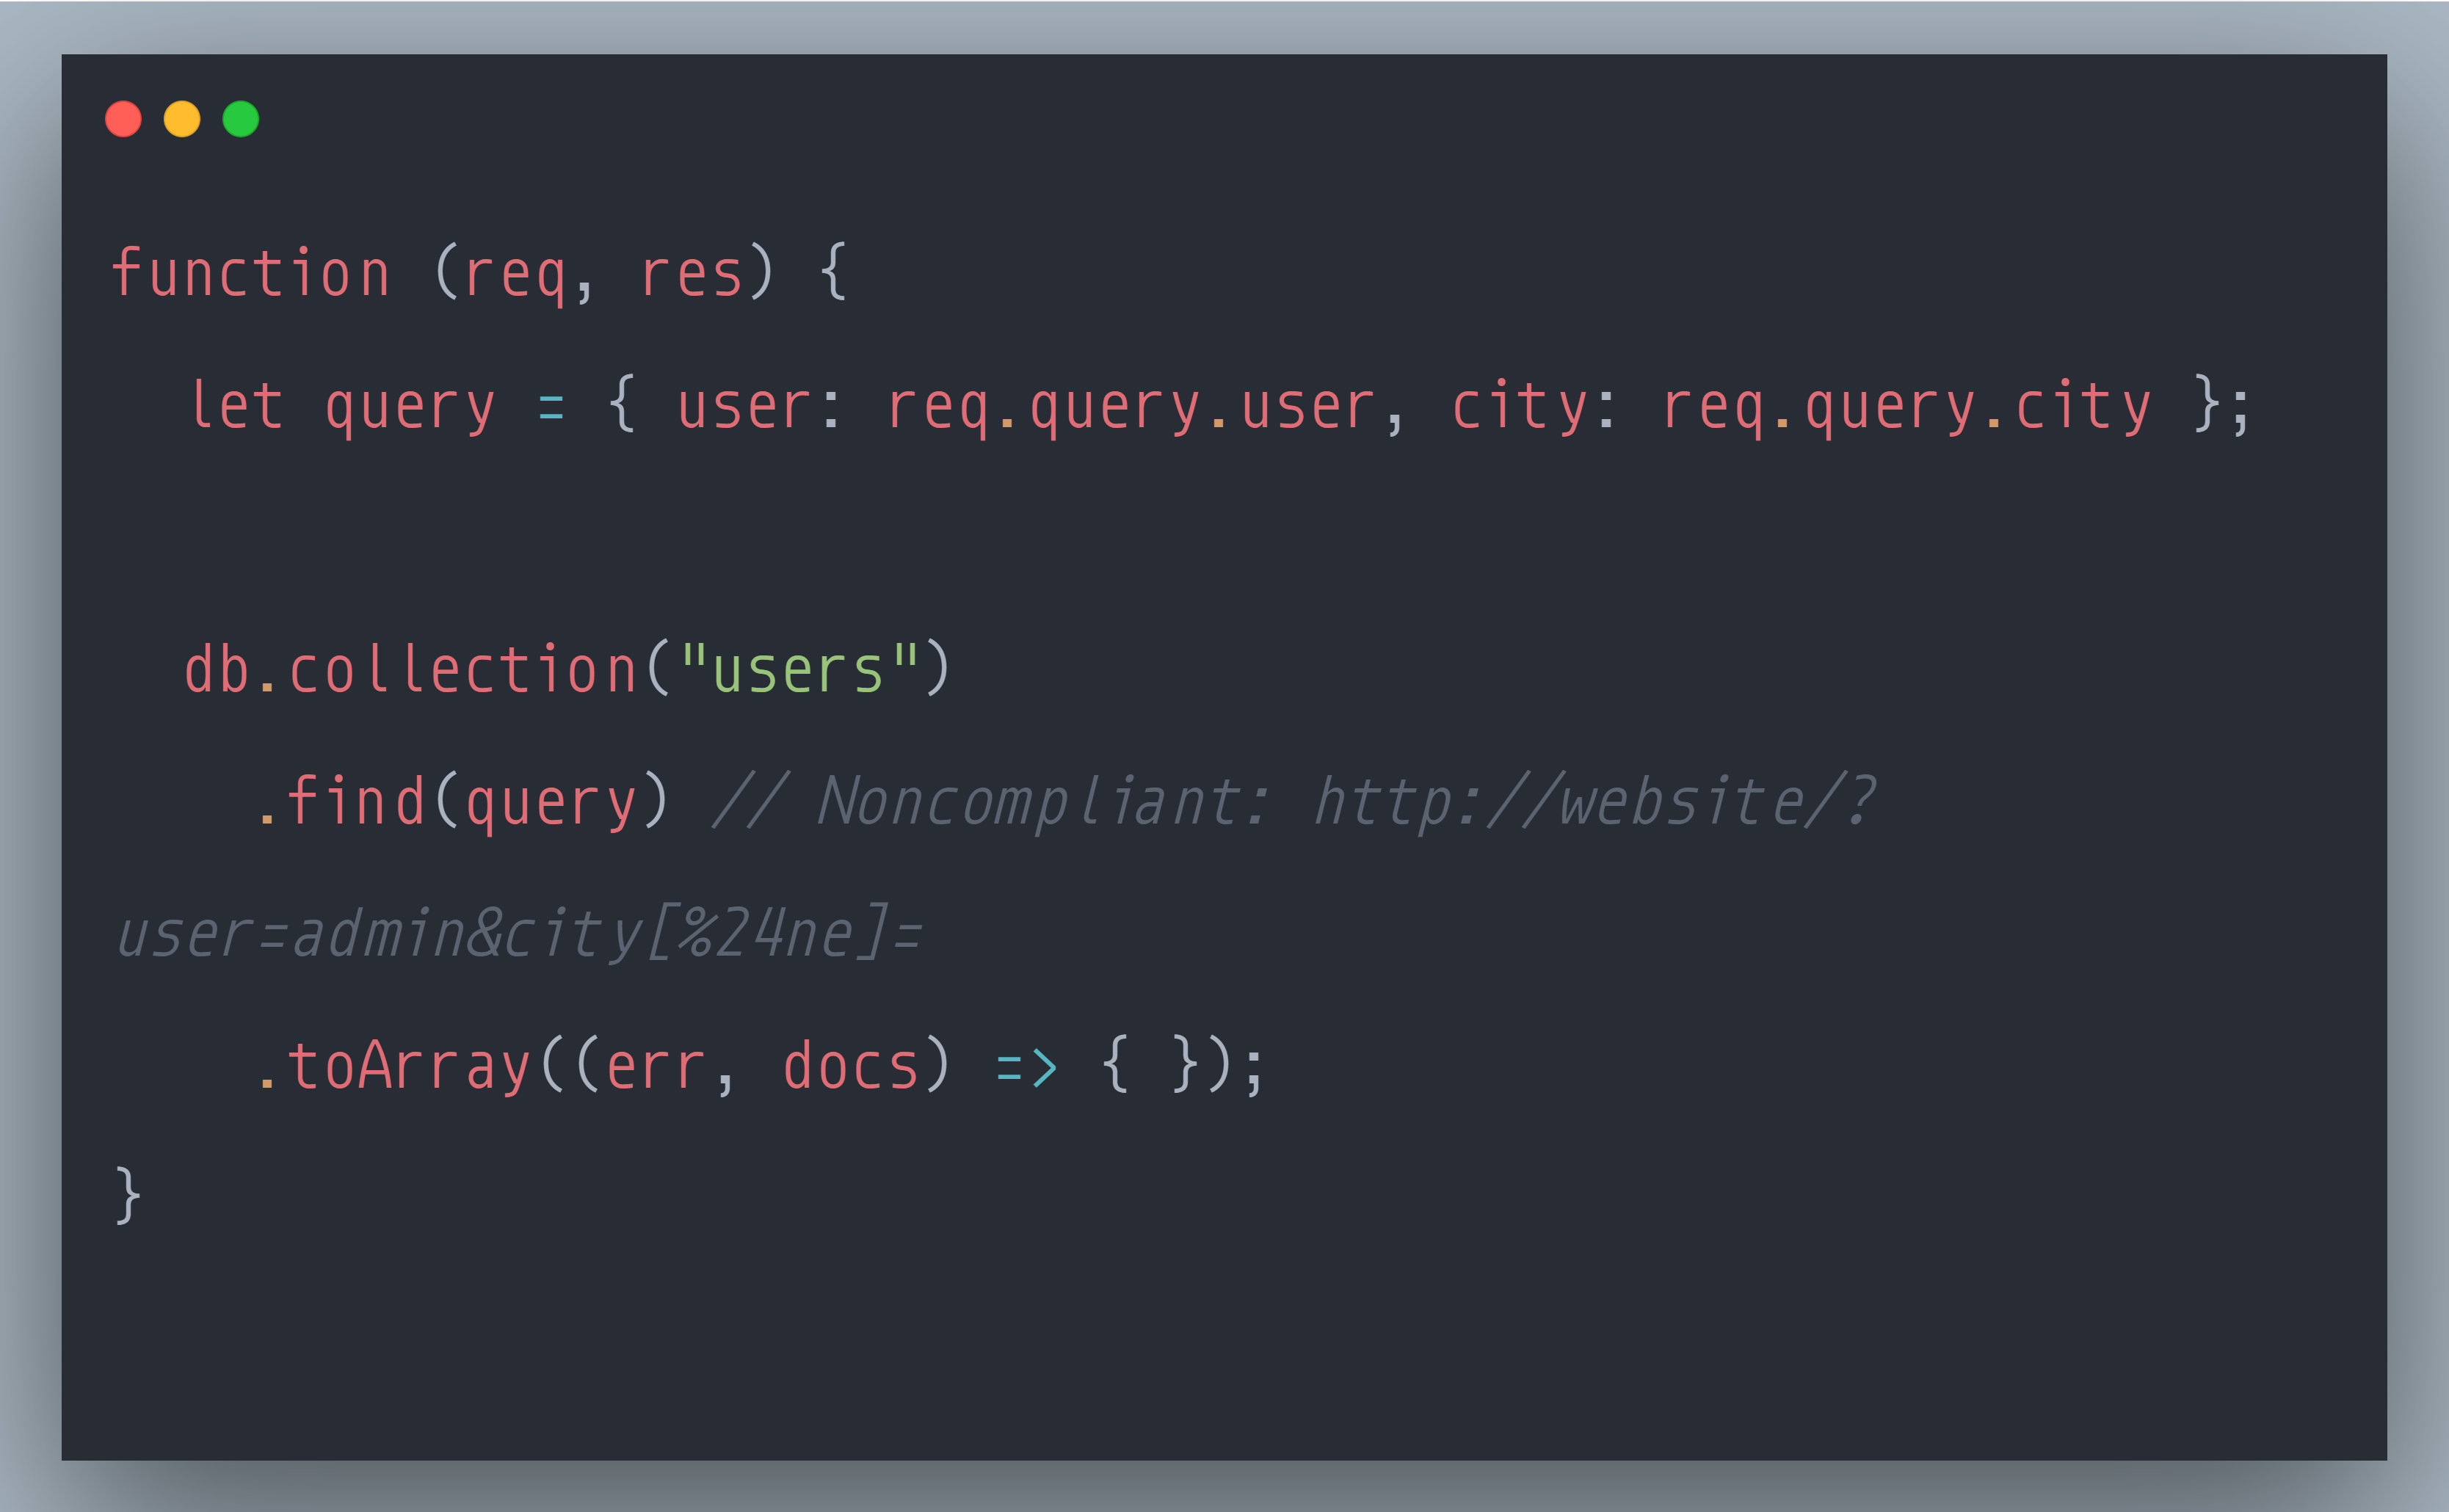 function (req, res) {
  let query = { user: req.query.user, city: req.query.city };
  db.collection("users")
    .find(query) // Noncompliant: http://website/?
user=admin&city[%24ne]=
    .toArray((err, docs) => { });
}